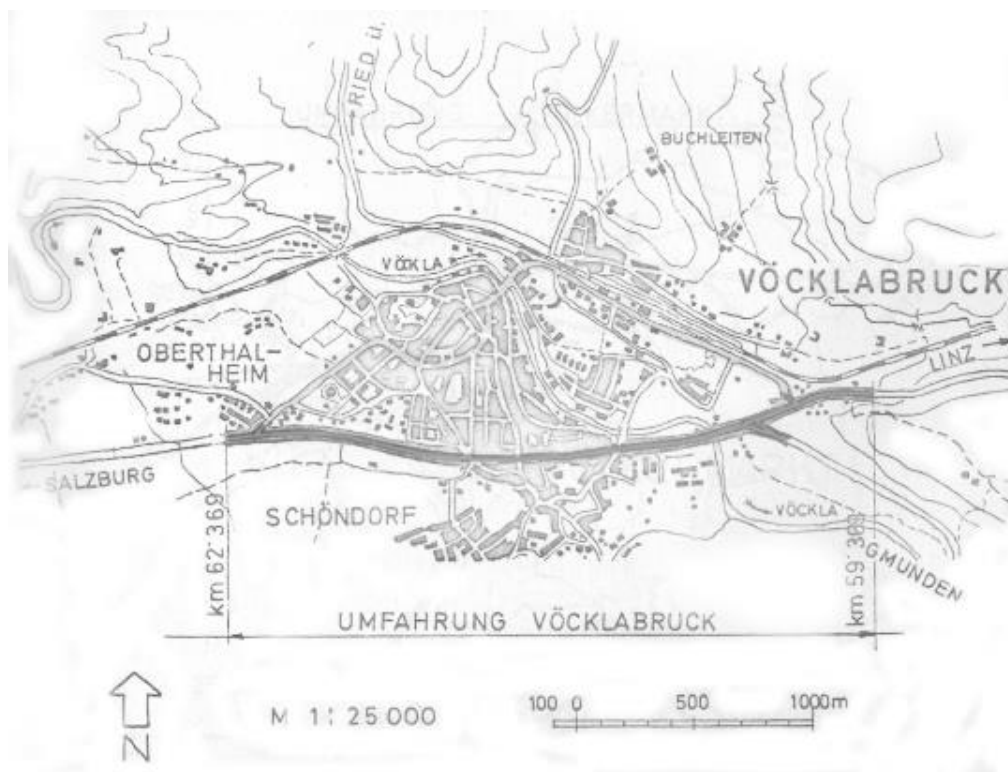 RIED i.I.
BUCHLEITEN
VÖCKLA
VÖCKLABRUCK
OBERTHAL-
HEIM
LINZ
SALZBURG
SCHÖNDORF
VÖCKLA
GMUNDEN
km 62˙369
km 59˙363
UMFAHRUNG VÖCKLABRUCK
N
M 1:25 000
100 0 500 1000m